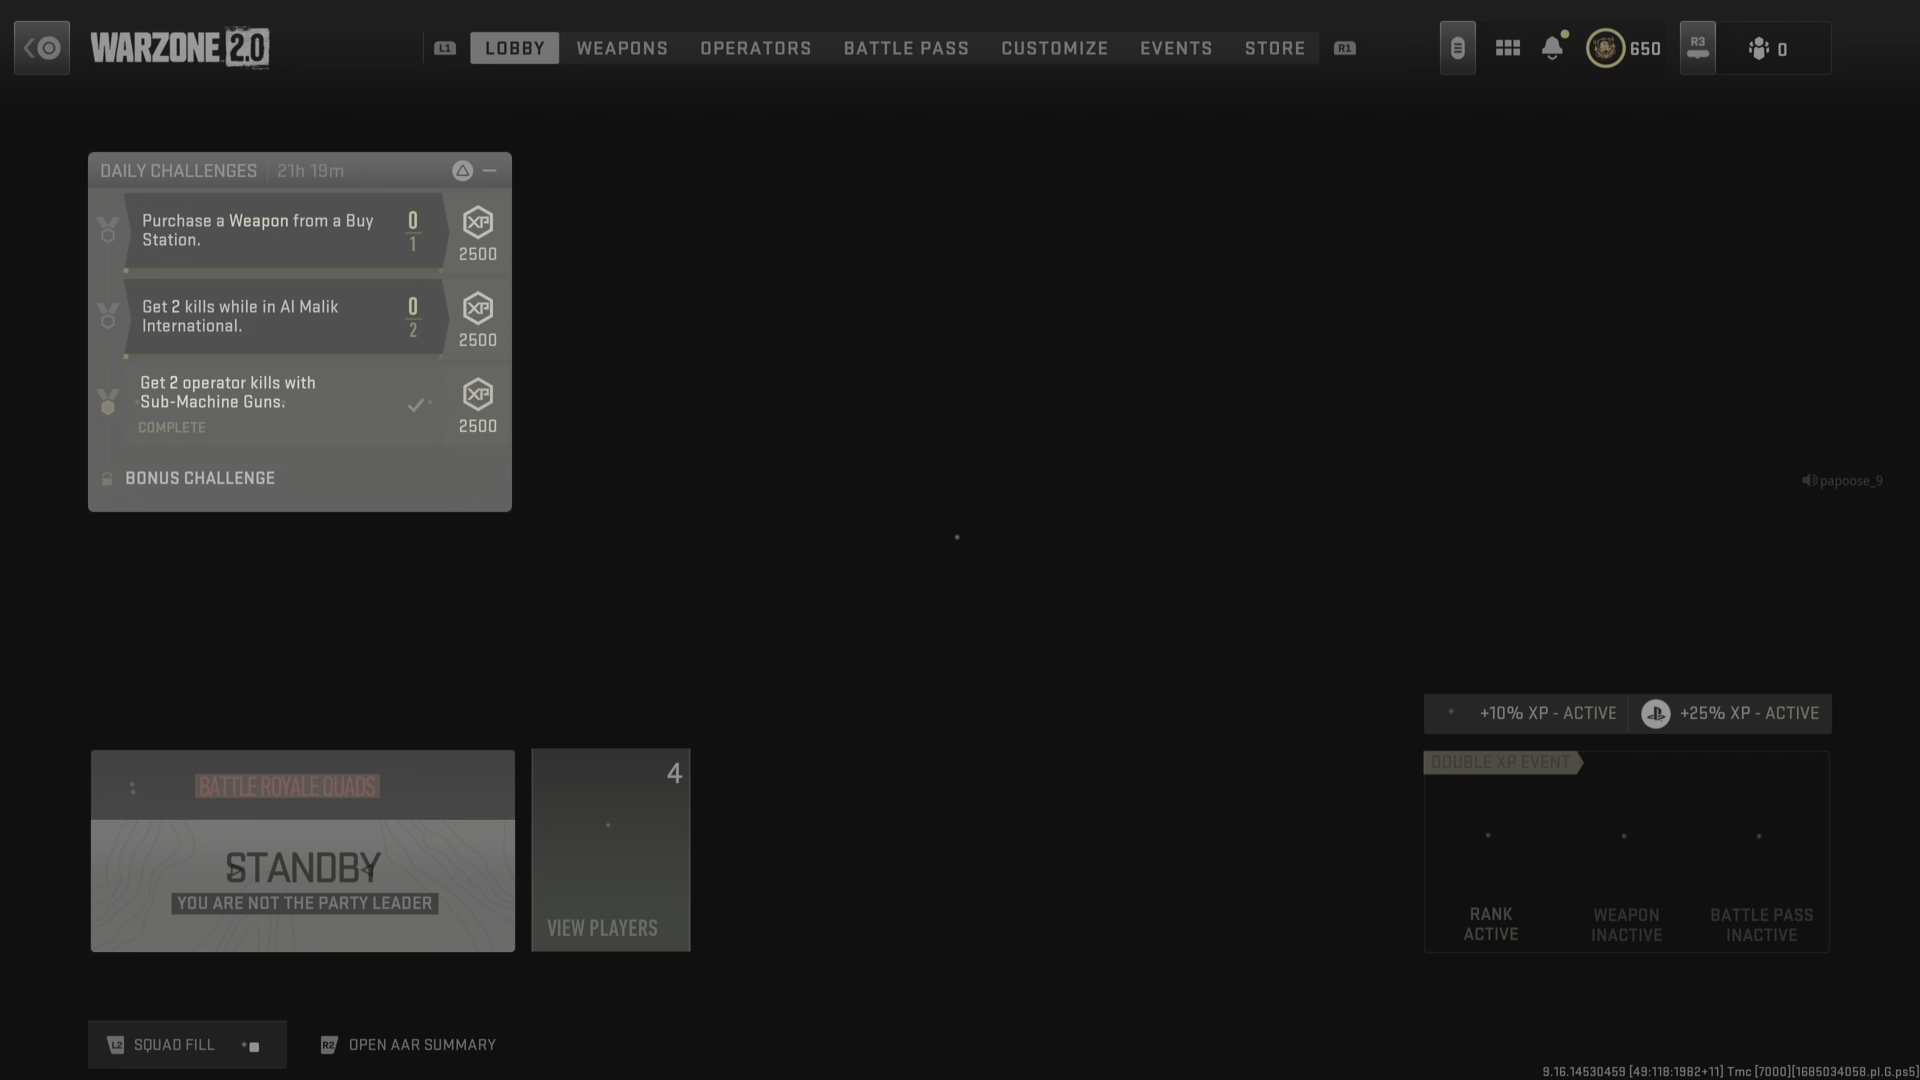 WARZONE 2.0
L1 LOBBY WEAPONS OPERATORS BATTLE PASS CUSTOMIZE EVENTS STORE R1
650 R3 0
DAILY CHALLENGES 21h 19m
Purchase a Weapon from a Buy
Station.
0
1
XP
2500
Get 2 kills while in Al Malik
International.
0
2
XP
2500
Get 2 operator kills with
Sub-Machine Guns.
COMPLETE
XP
2500
BONUS CHALLENGE
papoose_9
+10% XP - ACTIVE +25% XP - ACTIVE
BATTLE ROYALE QUADS
STANDBY
YOU ARE NOT THE PARTY LEADER
4
VIEW PLAYERS
DOUBLE XP EVENT
RANK
ACTIVE
WEAPON
INACTIVE
BATTLE PASS
INACTIVE
L2 SQUAD FILL R2 OPEN AAR SUMMARY
9.16.14530459 [49:118:1982+11] Tmc [7000][1685034058.pl.G.ps5]